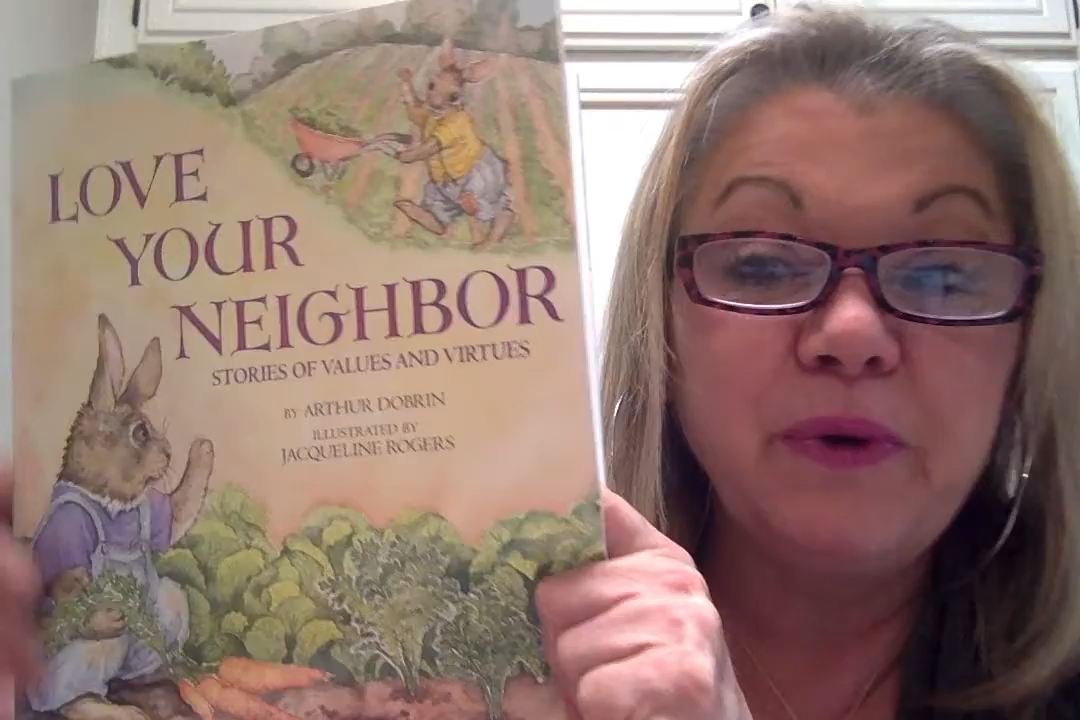 LOVE
YOUR
NEIGHBOR
STORIES OF VALUES AND VIRTUES
BY ARTHUR DOBRIN
ILLUSTRATED BY
JACQUELINE ROGERS